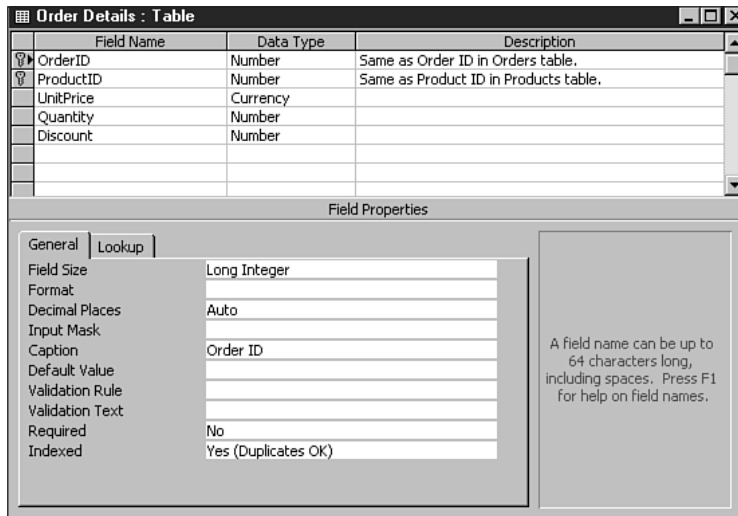 Order Details : Table
Field Name Data Type Description
OrderID Number Same as Order ID in Orders table.
ProductID Number Same as Product ID in Products table.
UnitPrice Currency
Quantity Number
Discount Number
Field Properties
General Lookup
Field Size Long Integer
Format
Decimal Places Auto
Input Mask
Caption Order ID
Default Value
Validation Rule
Validation Text
Required No
Indexed Yes (Duplicates OK)
A field name can be up to
64 characters long,
including spaces. Press F1
for help on field names.